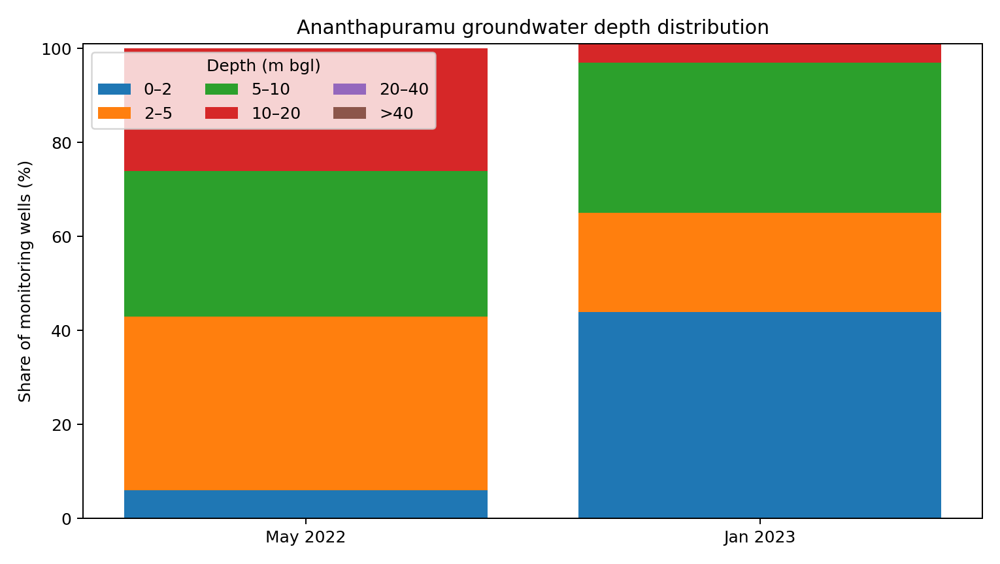 Ananthapuramu groundwater depth distribution
Share of monitoring wells (%)
100
80
60
40
20
0
Depth (m bgl)
0–2
2–5
5–10
10–20
20–40
>40
May 2022
Jan 2023